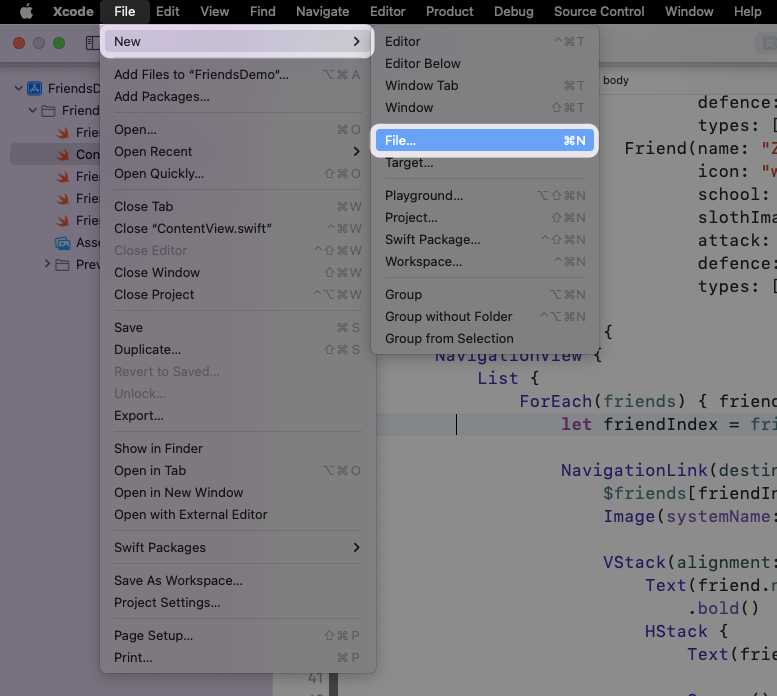 Xcode File Edit View Find Navigate Editor Product Debug Source Control Window Help
New
Add Files to “FriendsDemo”... ⌥⌘A
Add Packages...
Open... ⌘O
Open Recent
Open Quickly... ⇧⌘O
Close Tab ⌘W
Close “ContentView.swift” ^⌘W
Close Editor ^⇧⌘W
Close Window ⇧⌘W
Close Project ^⌥⌘W
Save ⌘S
Duplicate... ⇧⌘S
Revert to Saved...
Unlock...
Export...
Show in Finder
Open in Tab ⌥⌘O
Open in New Window
Open with External Editor
Swift Packages
Save As Workspace...
Project Settings...
Page Setup... ⇧⌘P
Print... ⌘P
Editor ^⌘T
Editor Below
Window Tab ⌘T
Window ⇧⌘T
File... ⌘N
Target...
Playground... ⌥⇧⌘N
Project... ⇧⌘N
Swift Package... ^⇧⌘N
Workspace... ^⌘N
Group ⌥⌘N
Group without Folder ^⌥⌘N
Group from Selection
FriendsD
Friend
Frie
Con
Frie
Frie
Frie
Asse
Prev
body
defence:
types: [
Friend(name: "Z
icon: "w
school:
slothIma
attack:
defence:
types: [
{
NavigationView {
List {
ForEach(friends) { friend
let friendIndex = fri
NavigationLink(destin
$friends[friendIn
Image(systemName:
VStack(alignment:
Text(friend.n
.bold()
HStack {
Text(frie
41